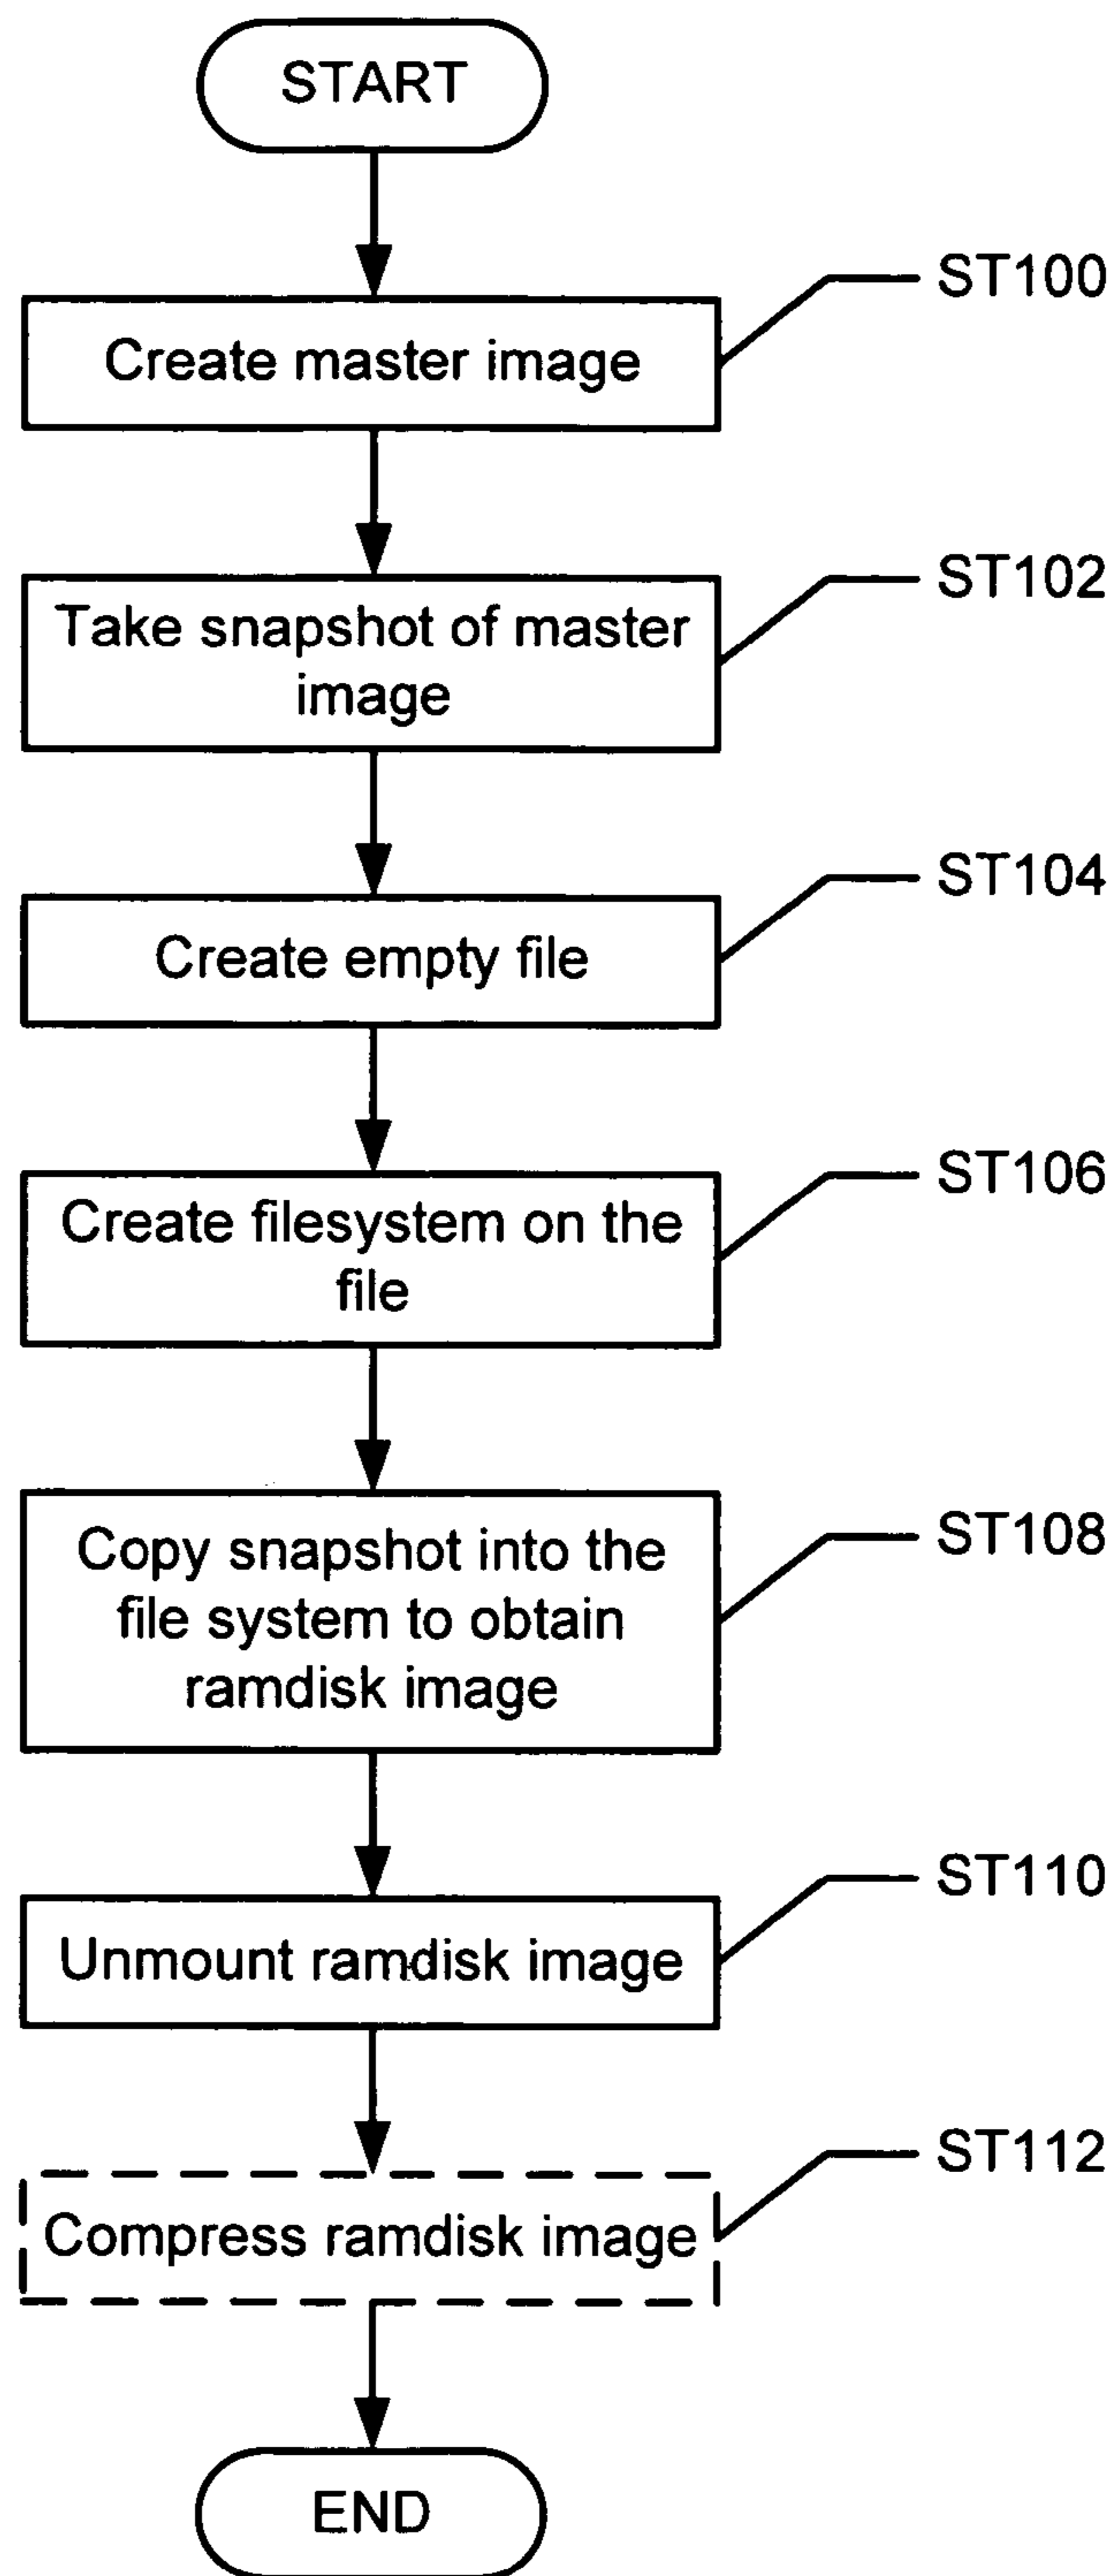 START
ST100
Create master image
ST102
Take snapshot of master
image
ST104
Create empty file
ST106
Create filesystem on the
file
ST108
Copy snapshot into the
file system to obtain
ramdisk image
ST110
Unmount ramdisk image
ST112
Compress ramdisk image
END